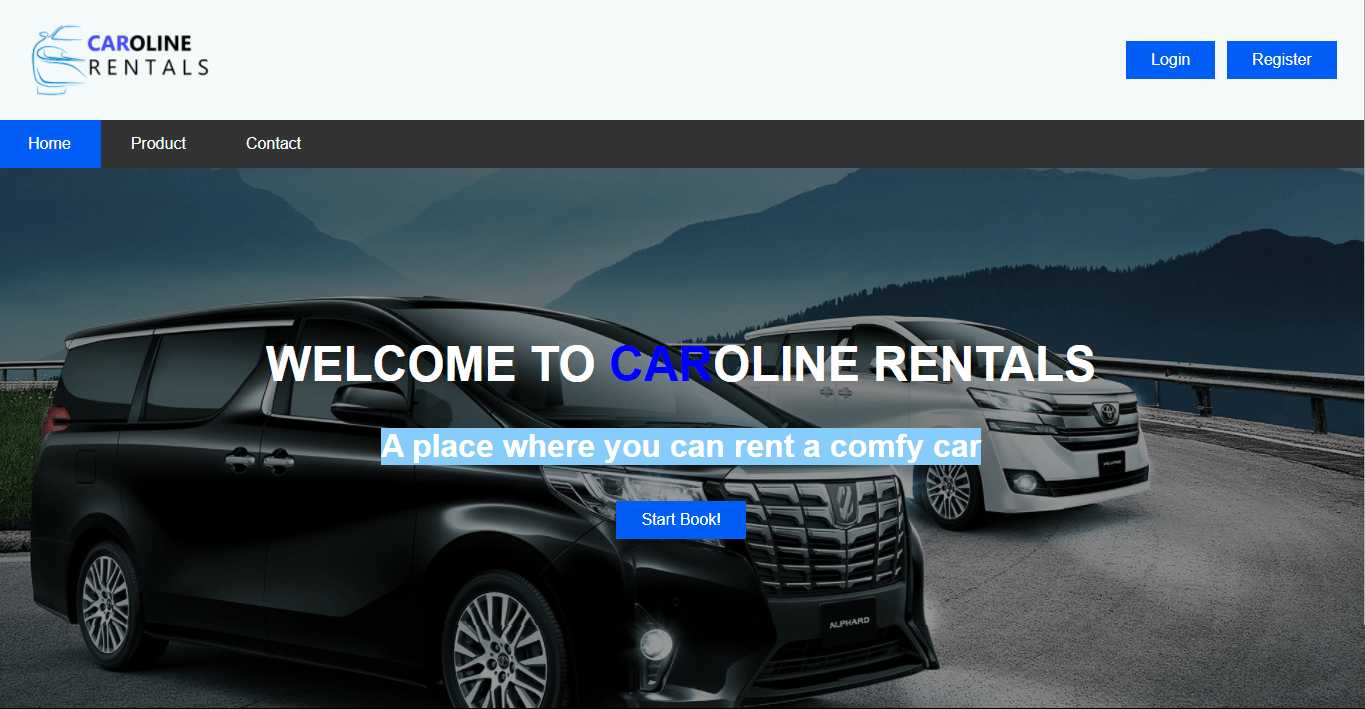 CAROLINE
RENTALS
Login
Register
Home
Product
Contact
WELCOME TO CAROLINE RENTALS
A place where you can rent a comfy car
Start Book!
ALPHARD
VELLFIRE